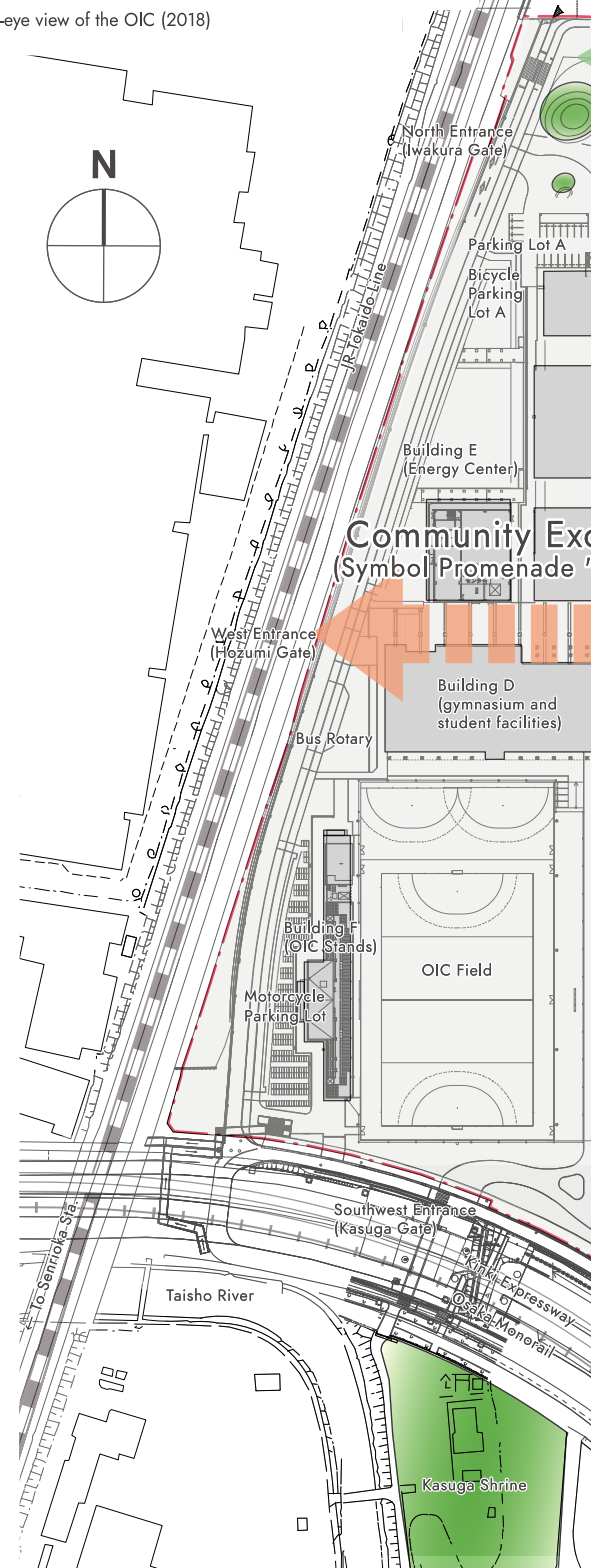 -eye view of the OIC (2018)
N
North Entrance
(Iwakura Gate)
JR Tokaido Line
Parking Lot A
Bicycle
Parking
Lot A
Building E
(Energy Center)
Community Exc
(Symbol Promenade "
West Entrance
(Hozumi Gate)
Building D
(gymnasium and
student facilities)
Bus Rotary
Building F
(OIC Stands)
OIC Field
Motorcycle
Parking Lot
Southwest Entrance
(Kasuga Gate)
To Senrioka Sta.
Taisho River
Kinki Expressway
Osaka Monorail
Kasuga Shrine